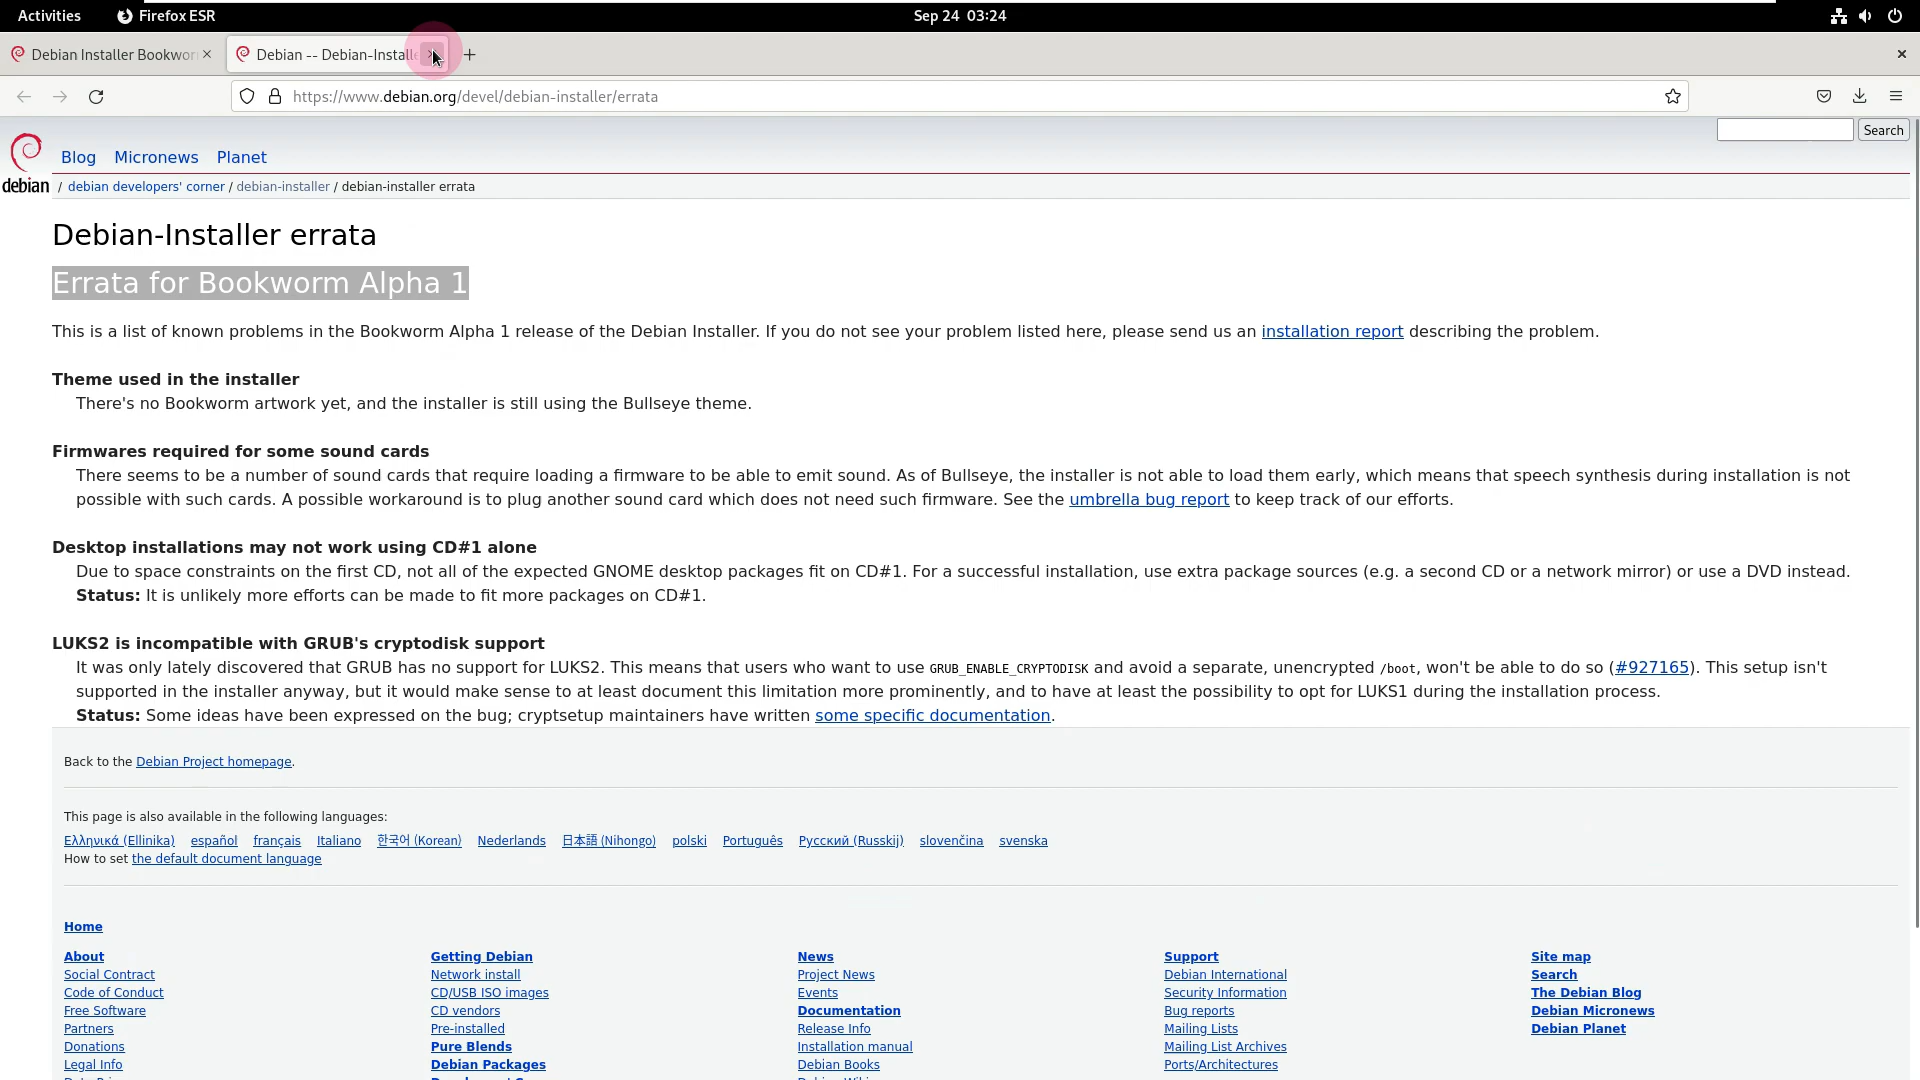 Activities
Firefox ESR
Sep 24 03:24
Debian Installer Bookwor
Debian -- Debian-Installe
https://www.debian.org/devel/debian-installer/errata
Search
debian
Blog Micronews Planet
/ debian developers' corner / debian-installer / debian-installer errata
Debian-Installer errata
Errata for Bookworm Alpha 1
This is a list of known problems in the Bookworm Alpha 1 release of the Debian Installer. If you do not see your problem listed here, please send us an installation report describing the problem.
Theme used in the installer
There's no Bookworm artwork yet, and the installer is still using the Bullseye theme.
Firmwares required for some sound cards
There seems to be a number of sound cards that require loading a firmware to be able to emit sound. As of Bullseye, the installer is not able to load them early, which means that speech synthesis during installation is not
possible with such cards. A possible workaround is to plug another sound card which does not need such firmware. See the umbrella bug report to keep track of our efforts.
Desktop installations may not work using CD#1 alone
Due to space constraints on the first CD, not all of the expected GNOME desktop packages fit on CD#1. For a successful installation, use extra package sources (e.g. a second CD or a network mirror) or use a DVD instead.
Status: It is unlikely more efforts can be made to fit more packages on CD#1.
LUKS2 is incompatible with GRUB's cryptodisk support
It was only lately discovered that GRUB has no support for LUKS2. This means that users who want to use GRUB_ENABLE_CRYPTODISK and avoid a separate, unencrypted /boot, won't be able to do so (#927165). This setup isn't
supported in the installer anyway, but it would make sense to at least document this limitation more prominently, and to have at least the possibility to opt for LUKS1 during the installation process.
Status: Some ideas have been expressed on the bug; cryptsetup maintainers have written some specific documentation.
Back to the Debian Project homepage.
This page is also available in the following languages:
Ελληνικά (Ellinika) español français Italiano 한국어 (Korean) Nederlands 日本語 (Nihongo) polski Português Русский (Russkij) slovenčina svenska
How to set the default document language
Home
About
Social Contract
Code of Conduct
Free Software
Partners
Donations
Legal Info
Getting Debian
Network install
CD/USB ISO images
CD vendors
Pre-installed
Pure Blends
Debian Packages
News
Project News
Events
Documentation
Release Info
Installation manual
Debian Books
Support
Debian International
Security Information
Bug reports
Mailing Lists
Mailing List Archives
Ports/Architectures
Site map
Search
The Debian Blog
Debian Micronews
Debian Planet